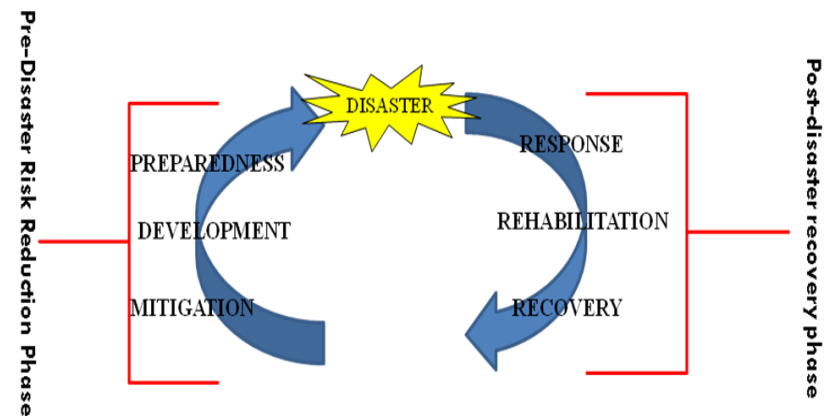 Pre-Disaster Risk Reduction Phase
DISASTER
PREPAREDNESS
DEVELOPMENT
MITIGATION
RESPONSE
REHABILITATION
RECOVERY
Post-disaster recovery phase